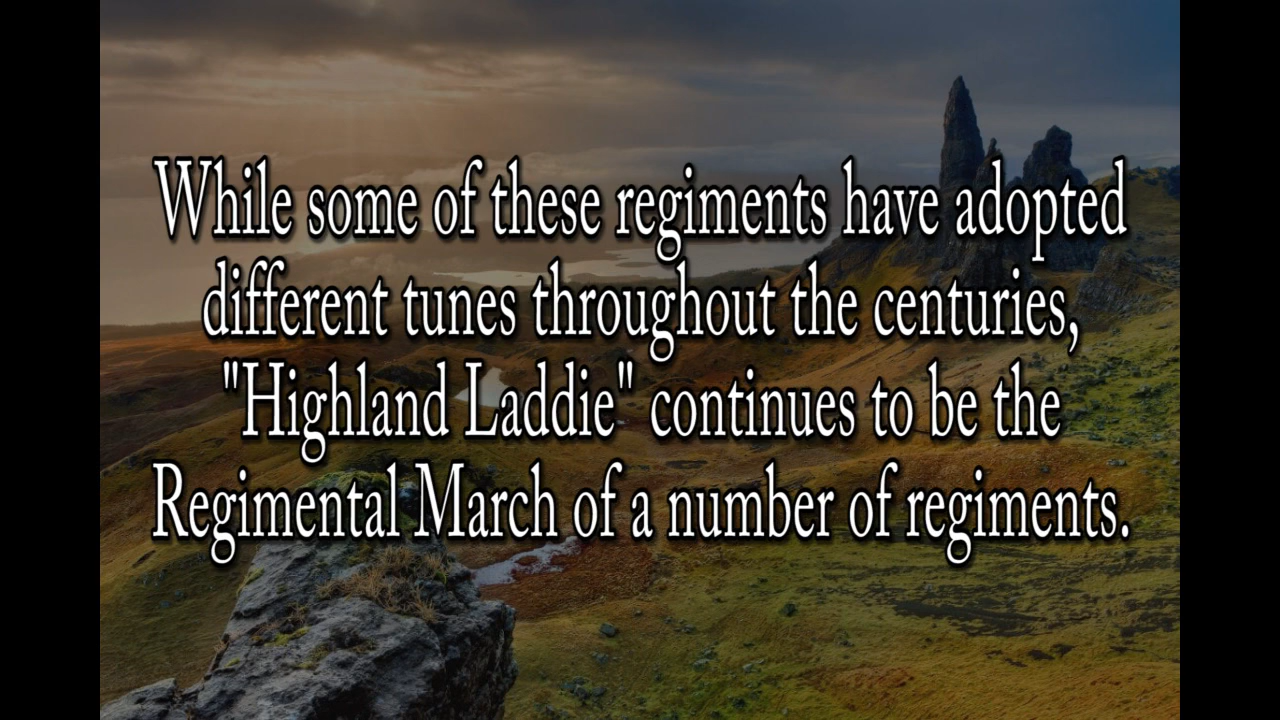 While some of these regiments have adopted
different tunes throughout the centuries,
"Highland Laddie" continues to be the
Regimental March of a number of regiments.